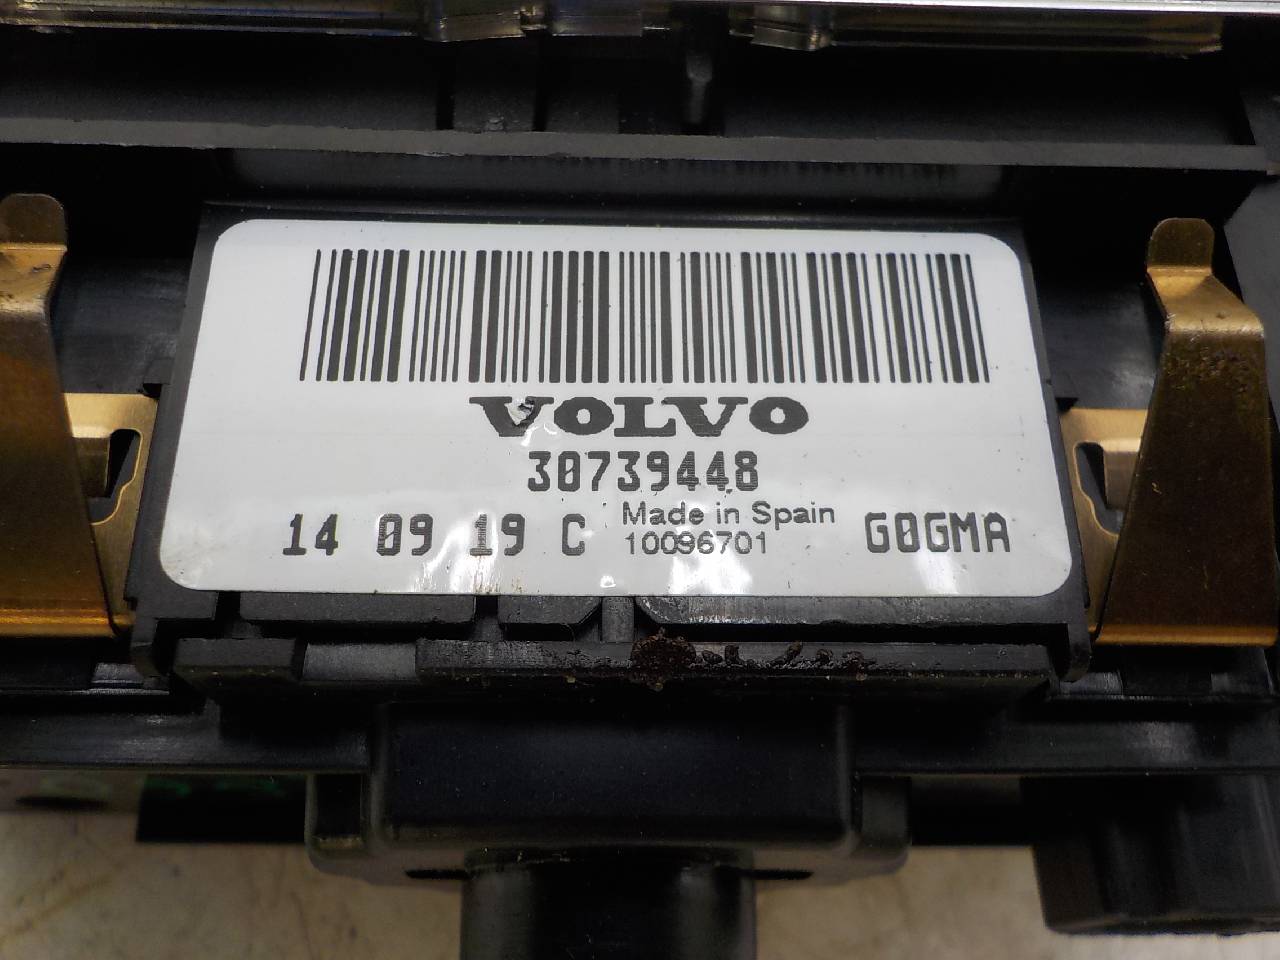 VOLVO
30739448
14 09 19 C Made in Spain G0GMA
10096701